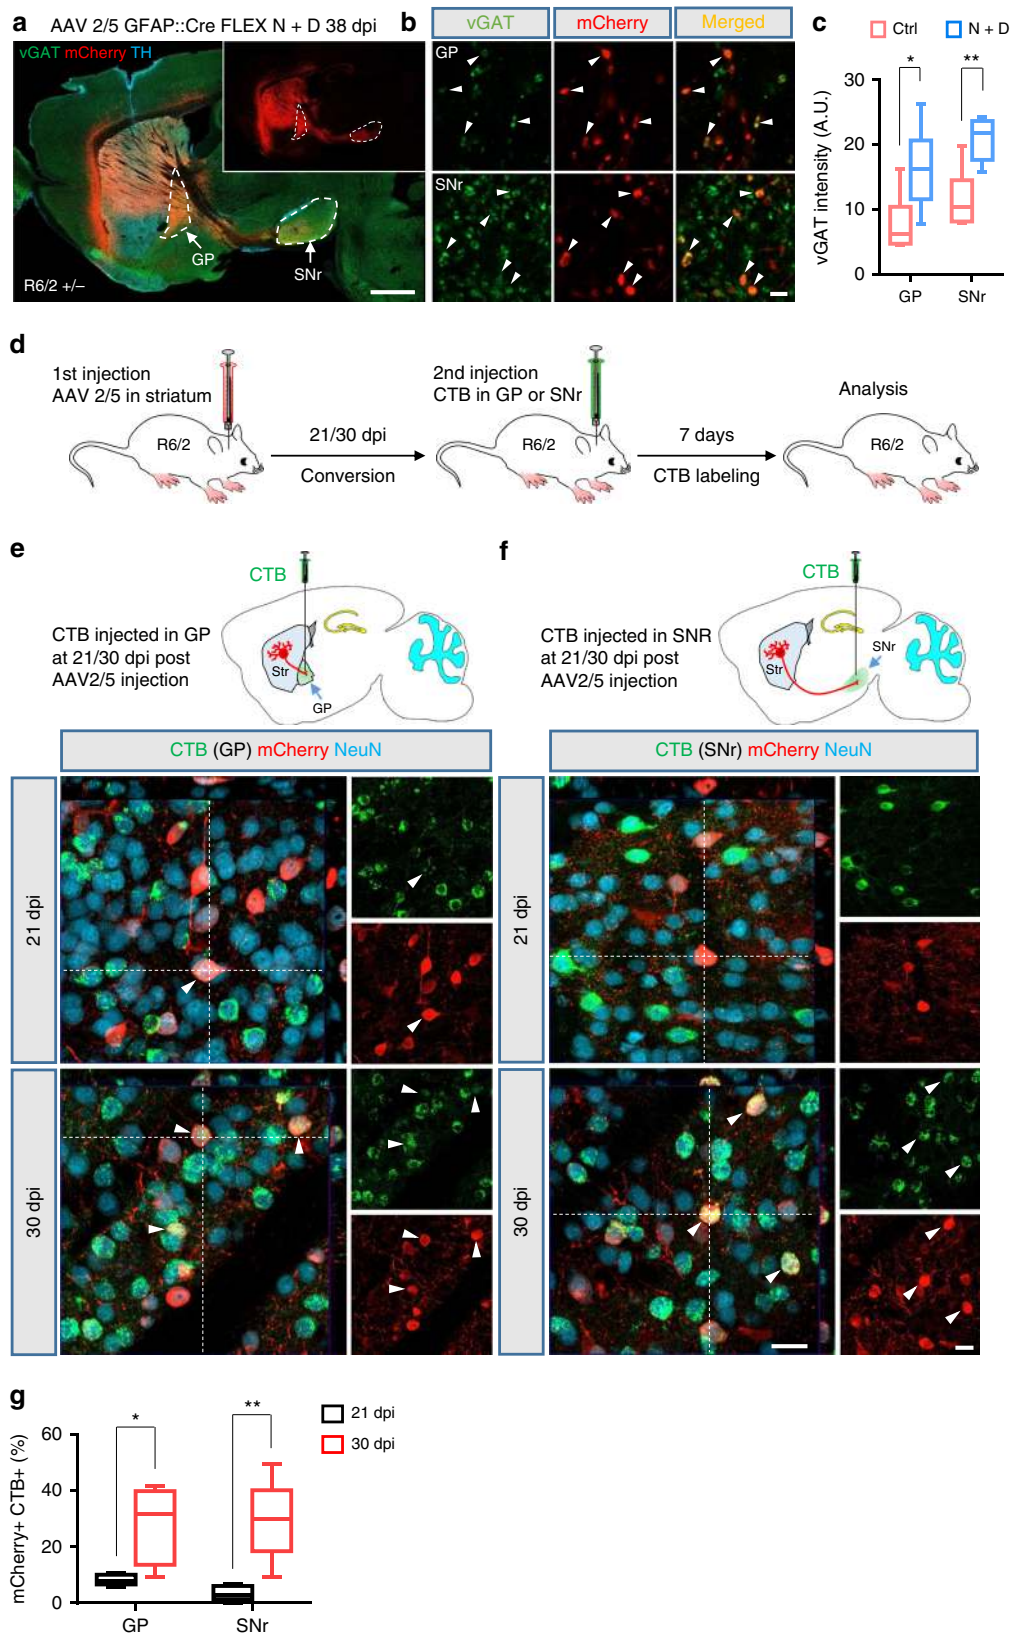 a AAV 2/5 GFAP::Cre FLEX N + D 38 dpi
vGAT mCherry TH
GP
SNr
R6/2 +/–
b vGAT mCherry Merged
GP
SNr
c Ctrl N + D
vGAT intensity (A.U.)
30
20
10
0
* **
GP SNr
d
1st injection
AAV 2/5 in striatum
R6/2
21/30 dpi
Conversion
2nd injection
CTB in GP or SNr
R6/2
7 days
CTB labeling
Analysis
R6/2
e
CTB
CTB injected in GP
at 21/30 dpi post
AAV2/5 injection
Str
GP
CTB (GP) mCherry NeuN
21 dpi
30 dpi
f
CTB
CTB injected in SNR
at 21/30 dpi post
AAV2/5 injection
Str
SNr
CTB (SNr) mCherry NeuN
21 dpi
30 dpi
g
mCherry+ CTB+ (%)
60
40
20
0
* **
21 dpi
30 dpi
GP SNr